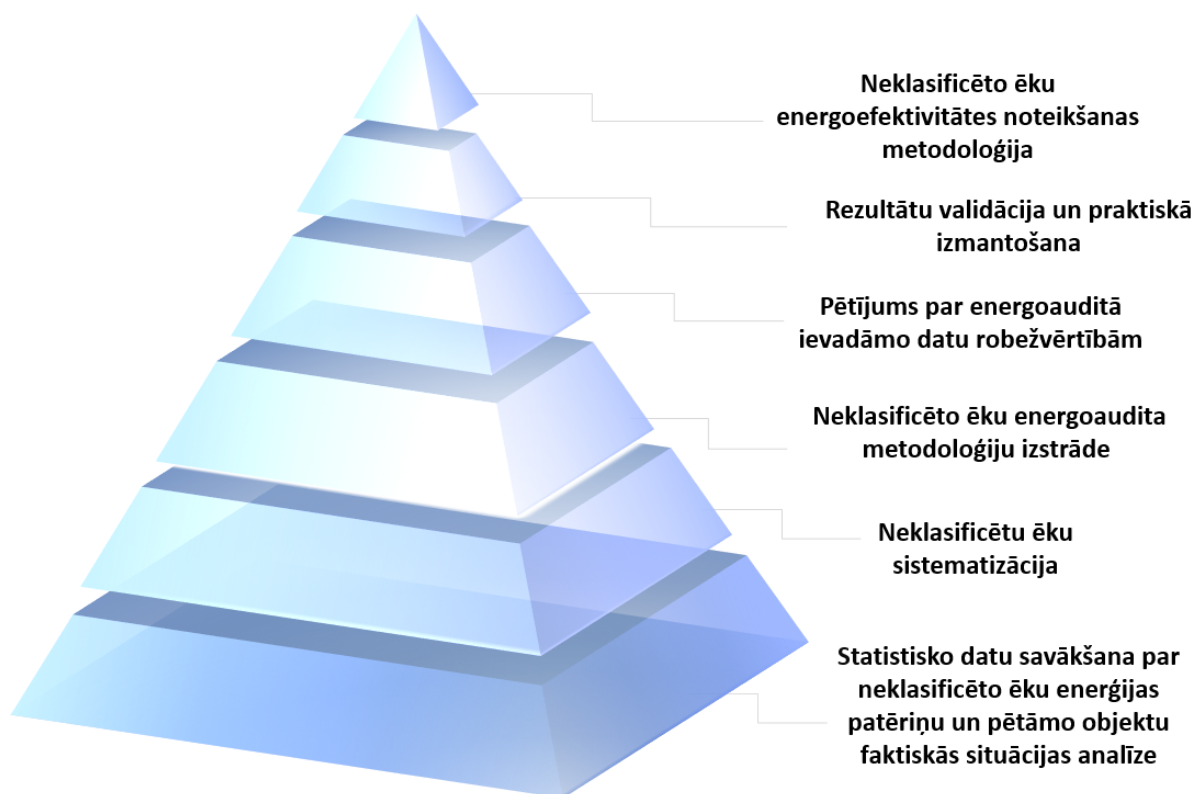 Neklasificēto ēku
energoefektivitātes noteikšanas
metodoloģija
Rezultātu validācija un praktiskā
izmantošana
Pētījums par energoauditā
ievadāmo datu robežvērtībām
Neklasificēto ēku energoaudita
metodoloģiju izstrāde
Neklasificētu ēku
sistematizācija
Statistisko datu savākšana par
neklasificēto ēku enerģijas
patēriņu un pētāmo objektu
faktiskās situācijas analīze